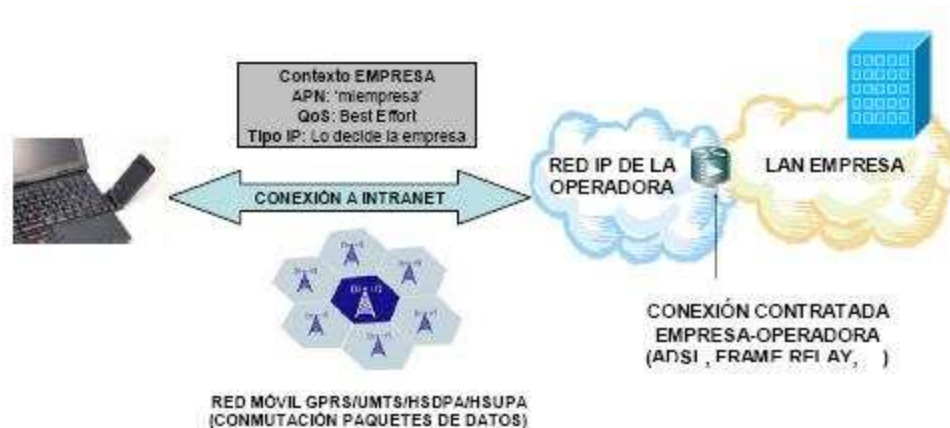 Contexto EMPRESA
APN: 'miempresa'
QoS: Best Effort
Tipo IP: Lo decide la empresa
CONEXIÓN A INTRANET
RED IP DE LA
OPERADORA
LAN EMPRESA
CONEXIÓN CONTRATADA
EMPRESA-OPERADORA
(ADSL, FRAME RELAY, )
RED MÓVIL GPRS/UMTS/HSDPA/HSUPA
(CONMUTACIÓN PAQUETES DE DATOS)